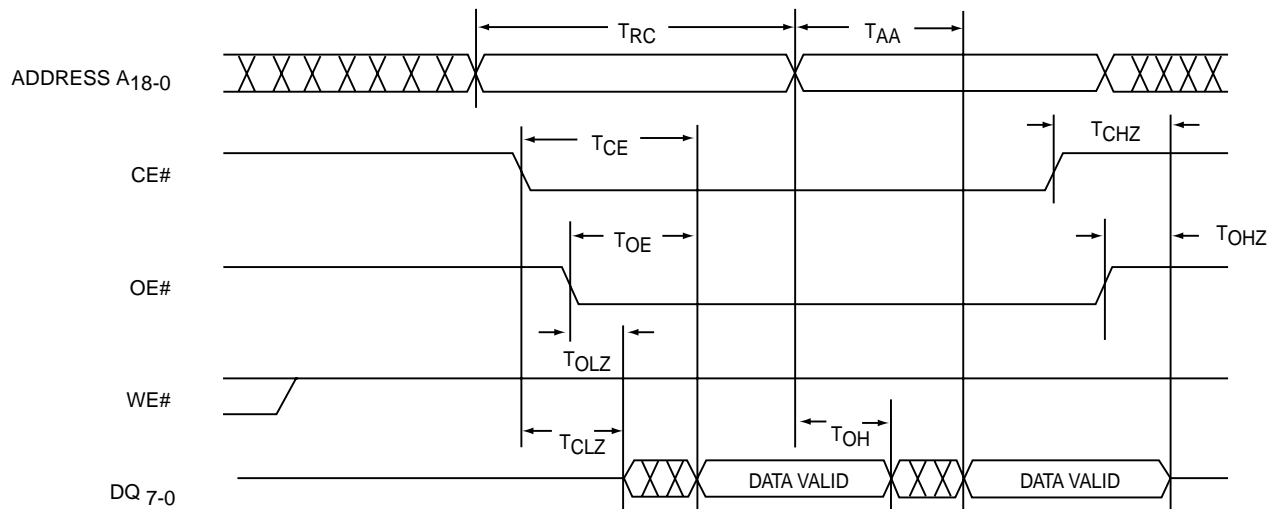 TRC
TAA
ADDRESS A18-0
TCE
TCHZ
CE#
TOE
TOHZ
OE#
TOLZ
WE#
TCLZ
TOH
DQ 7-0
DATA VALID
DATA VALID